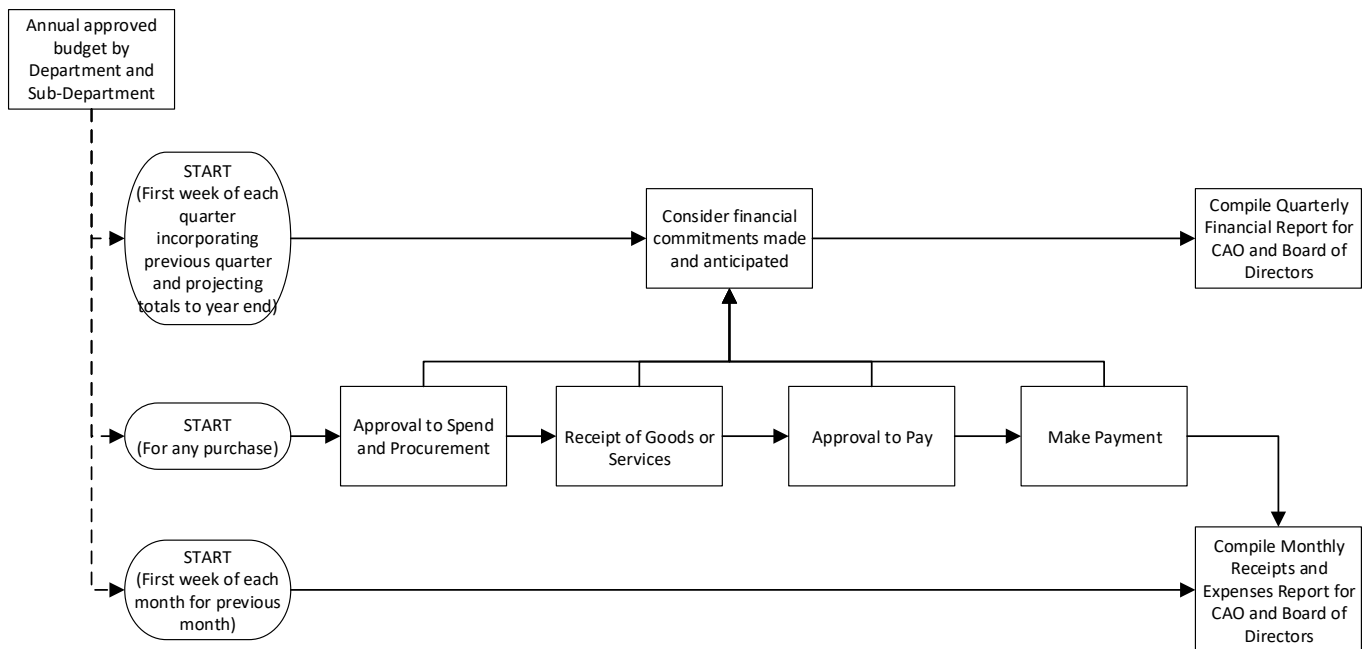 Annual approved
budget by
Department and
Sub-Department
START
(First week of each
quarter
incorporating
previous quarter
and projecting
totals to year end)
Consider financial
commitments made
and anticipated
Compile Quarterly
Financial Report for
CAO and Board of
Directors
START
(For any purchase)
Approval to Spend
and Procurement
Receipt of Goods or
Services
Approval to Pay
Make Payment
START
(First week of each
month for previous
month)
Compile Monthly
Receipts and
Expenses Report for
CAO and Board of
Directors